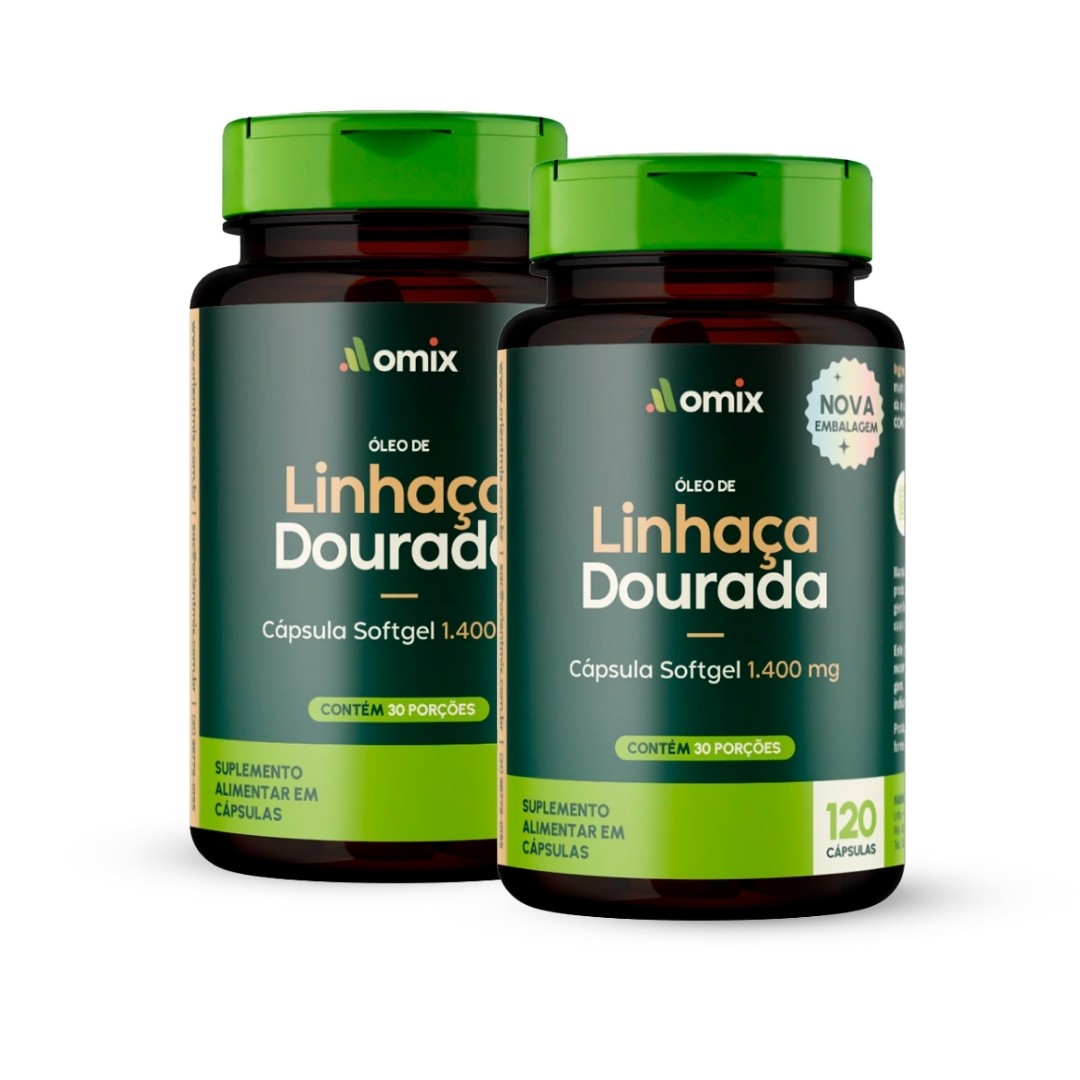 omix
ÓLEO DE
Linhaça
Dourada
Cápsula Softgel 1.400
CONTÉM 30 PORÇÕES
SUPLEMENTO
ALIMENTAR EM
CÁPSULAS
omix
NOVA
EMBALAGEM
ÓLEO DE
Linhaça
Dourada
Cápsula Softgel 1.400 mg
CONTÉM 30 PORÇÕES
SUPLEMENTO
ALIMENTAR EM
CÁPSULAS
120
CÁPSULAS